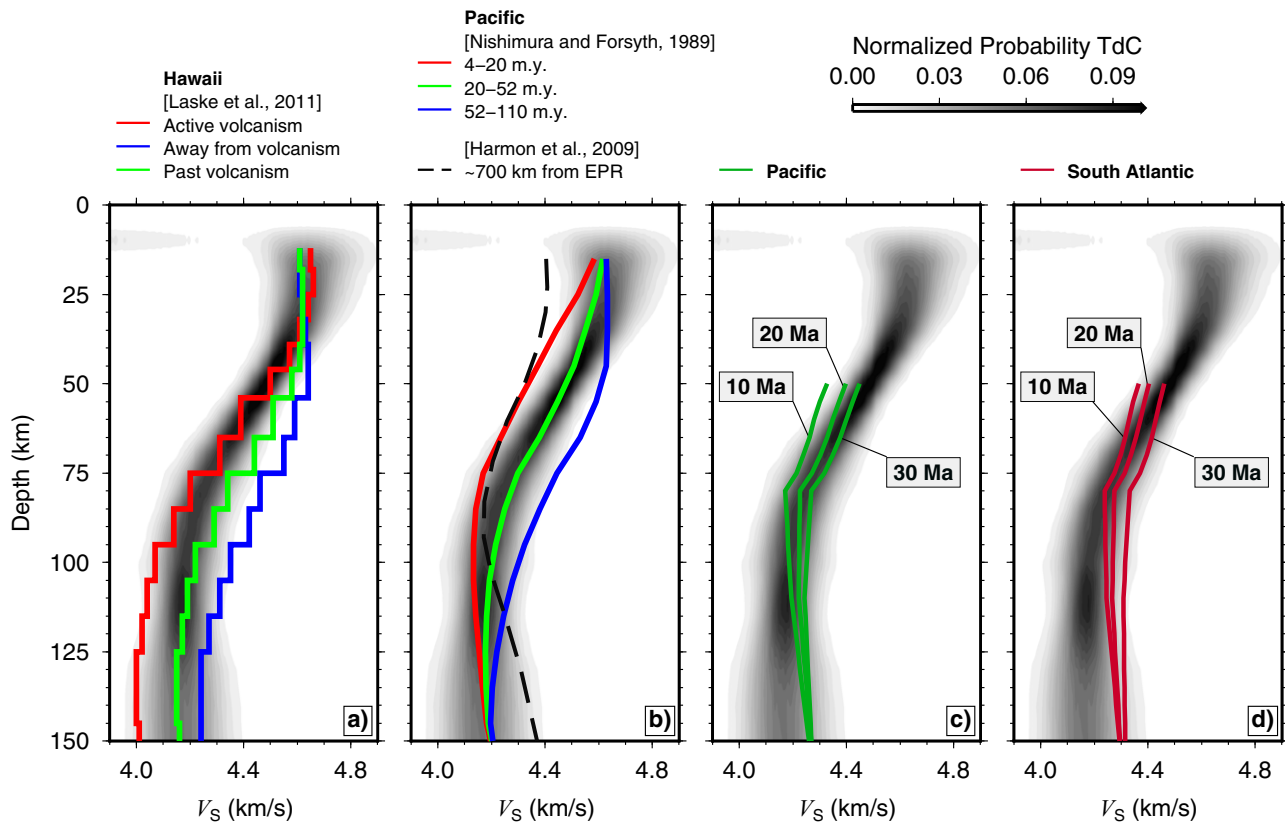 Hawaii
[Laske et al., 2011]
Active volcanism
Away from volcanism
Past volcanism
Pacific
[Nishimura and Forsyth, 1989]
4–20 m.y.
20–52 m.y.
52–110 m.y.
[Harmon et al., 2009]
~700 km from EPR
Normalized Probability TdC
0.00 0.03 0.06 0.09
Pacific
South Atlantic
0
25
50
75
100
125
150
Depth (km)
a)
4.0 4.4 4.8
VS (km/s)
b)
4.0 4.4 4.8
VS (km/s)
20 Ma
10 Ma
30 Ma
c)
4.0 4.4 4.8
VS (km/s)
20 Ma
10 Ma
30 Ma
d)
4.0 4.4 4.8
VS (km/s)